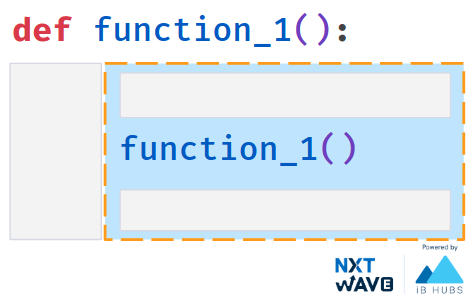 def function_1():
function_1()
Powered by
NXT
WAVE
iB HUBS